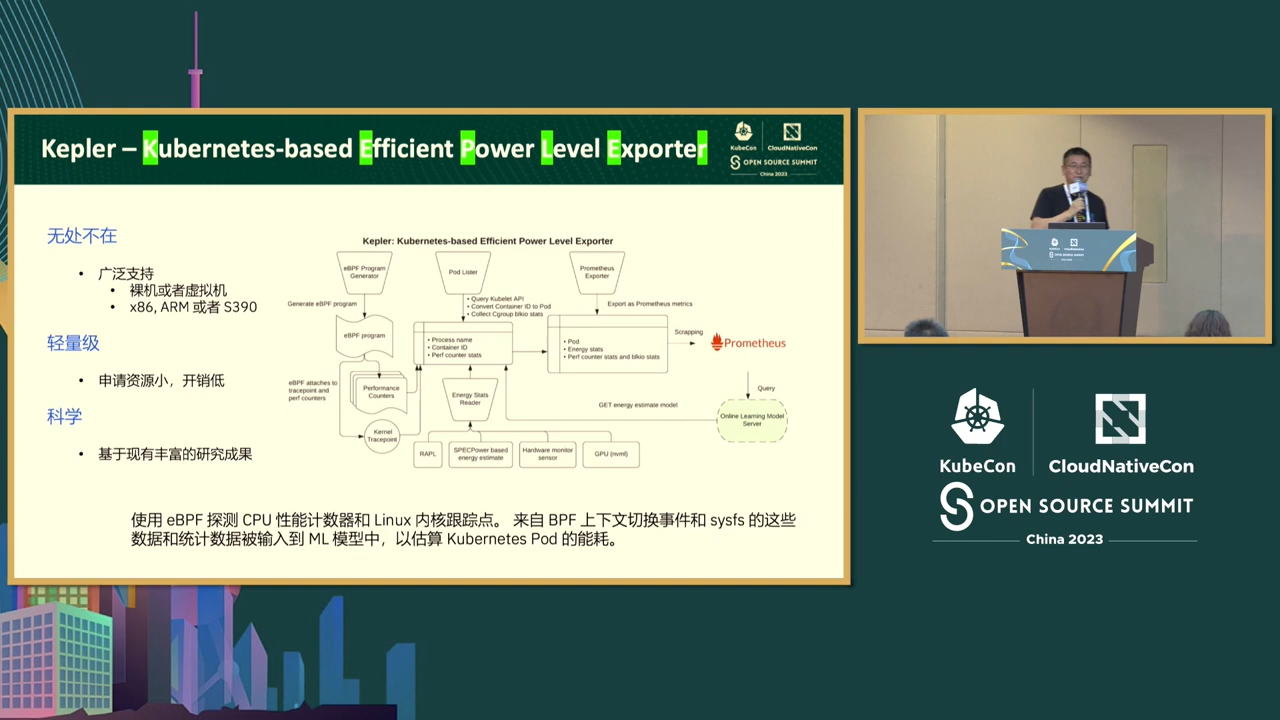 Kepler – Kubernetes-based Efficient Power Level Exporter
KubeCon
CloudNativeCon
OPEN SOURCE SUMMIT
China 2023
无处不在
• 广泛支持
• 裸机或者虚拟机
• x86, ARM 或者 S390
轻量级
• 申请资源小，开销低
科学
• 基于现有丰富的研究成果
Kepler: Kubernetes-based Efficient Power Level Exporter
eBPF Program
Generator
Pod Lister
Prometheus
Exporter
Generate eBPF program
• Query Kubelet API
• Convert Container ID to Pod
• Collect Cgroup blkio stats
Export as Prometheus metrics
eBPF program
• Process name
• Container ID
• Perf counter stats
• Pod
• Energy stats
• Perf counter stats and blkio stats
Scrapping
Prometheus
eBPF attaches to
tracepoint and
perf counters
Performance
Counters
Energy Stats
Reader
Query
GET energy estimate model
Online Learning Model
Server
Kernel
Tracepoint
RAPL
SPECPower based
energy estimate
Hardware monitor
sensor
GPU (nvml)
使用 eBPF 探测 CPU 性能计数器和 Linux 内核跟踪点。 来自 BPF 上下文切换事件和 sysfs 的这些
数据和统计数据被输入到 ML 模型中，以估算 Kubernetes Pod 的能耗。
KubeCon
CloudNativeCon
OPEN SOURCE SUMMIT
China 2023